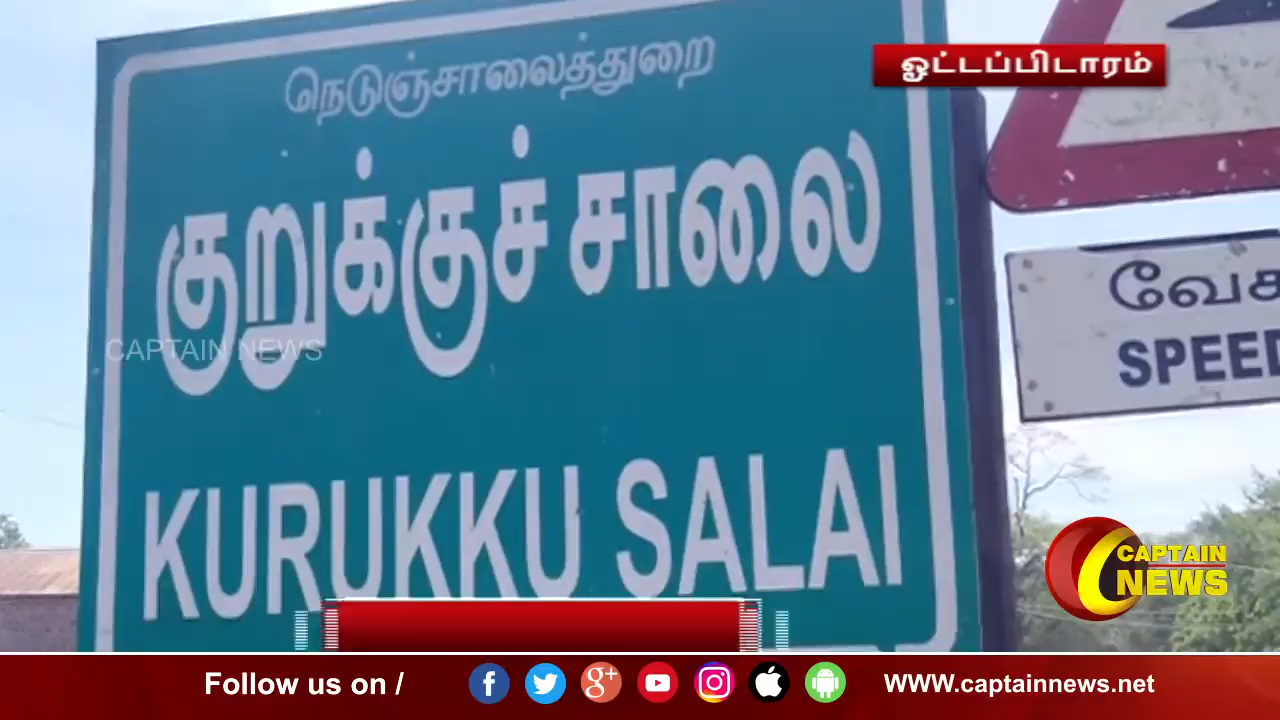 ஓட்டப்பிடாரம்
நெடுஞ்சாலைத்துறை
குறுக்குச் சாலை
KURUKKU SALAI
SPEED
CAPTAIN NEWS
CAPTAIN
NEWS
Follow us on /
WWW.captainnews.net